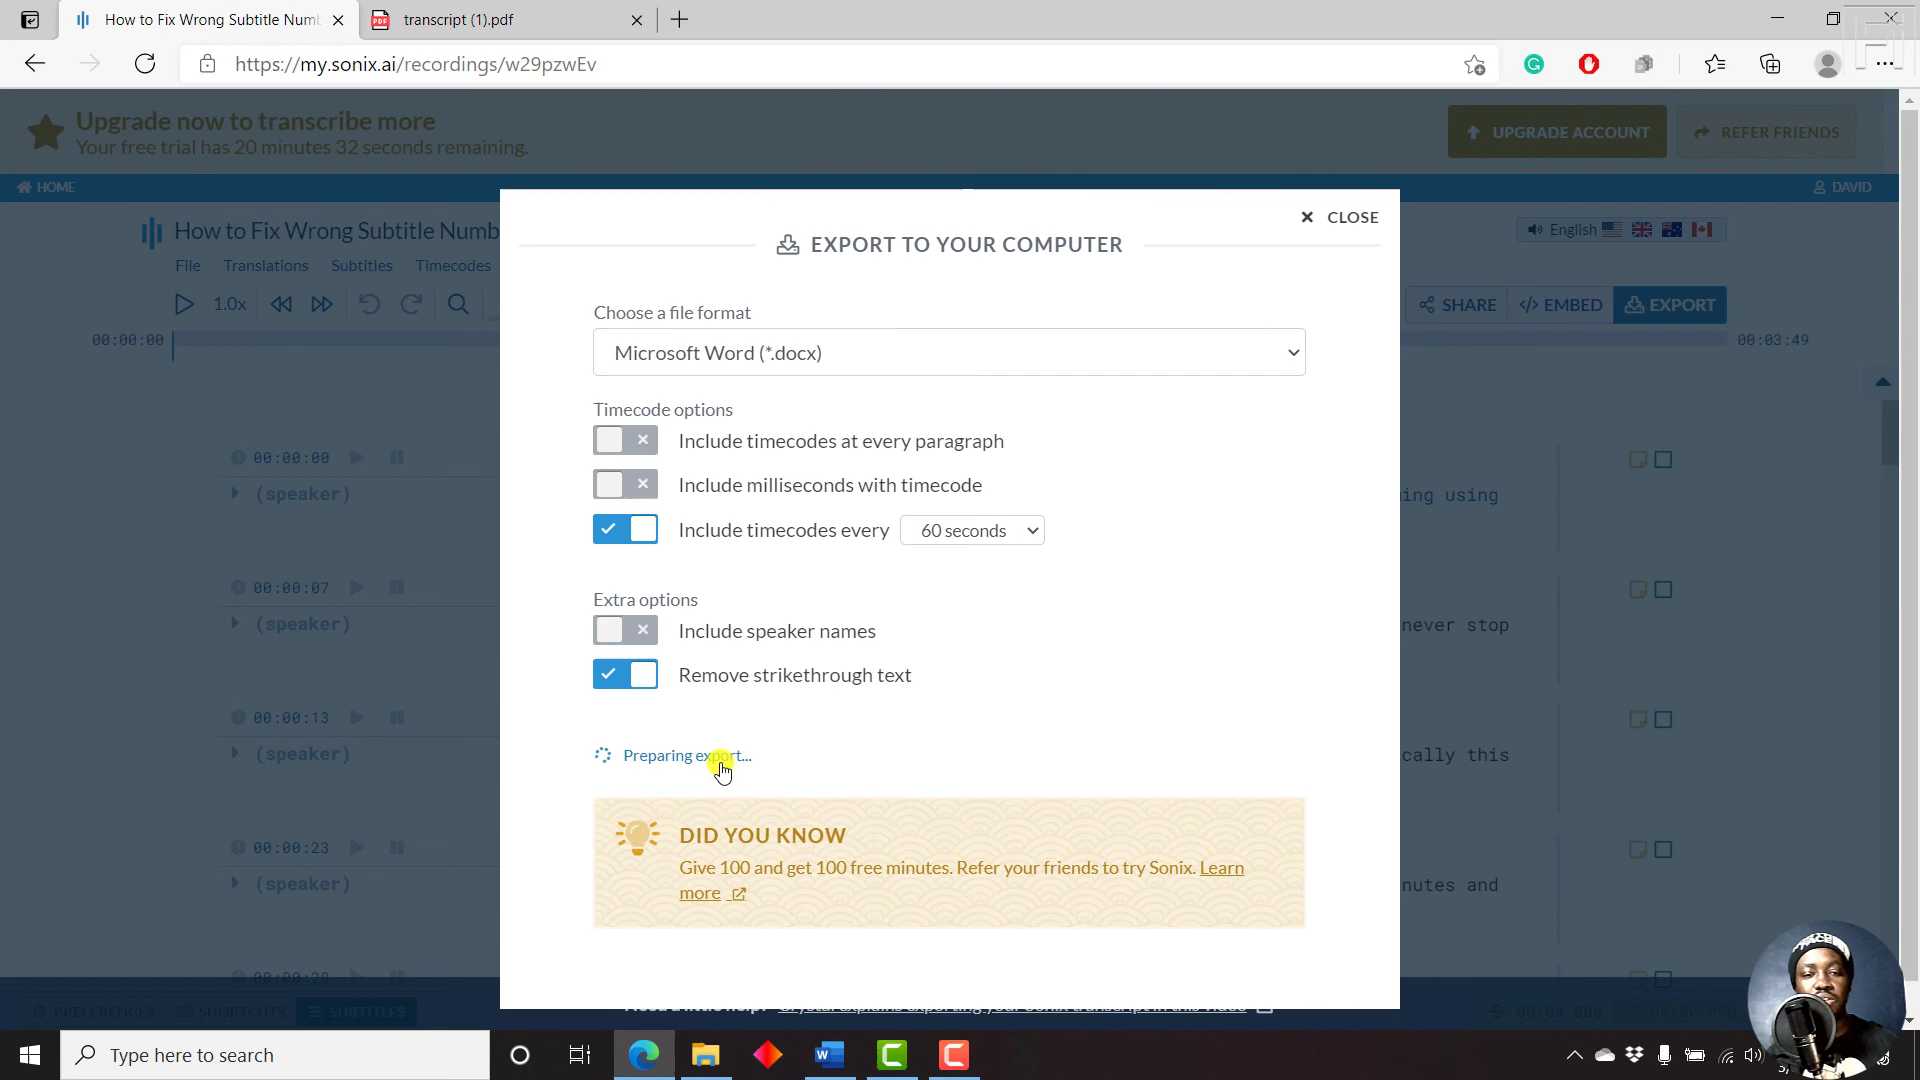 How to Fix Wrong Subtitle Numb
transcript (1).pdf
https://my.sonix.ai/recordings/w29pzwEv
Upgrade now to transcribe more
Your free trial has 20 minutes 32 seconds remaining.
UPGRADE ACCOUNT
REFER FRIENDS
HOME
DAVID
How to Fix Wrong Subtitle Numb
English
File Translations Subtitles Timecodes
1.0x
SHARE
</> EMBED
EXPORT
00:00:00
00:03:49
CLOSE
EXPORT TO YOUR COMPUTER
Choose a file format
Microsoft Word (*.docx)
Timecode options
Include timecodes at every paragraph
Include milliseconds with timecode
Include timecodes every 60 seconds
Extra options
Include speaker names
Remove strikethrough text
Preparing export...
DID YOU KNOW
Give 100 and get 100 free minutes. Refer your friends to try Sonix. Learn
more
00:00:00
(speaker)
ing using
00:00:07
(speaker)
never stop
00:00:13
(speaker)
cally this
00:00:23
(speaker)
nutes and
PREFERENCES
SHORTCUTS
SUBTITLES
Type here to search